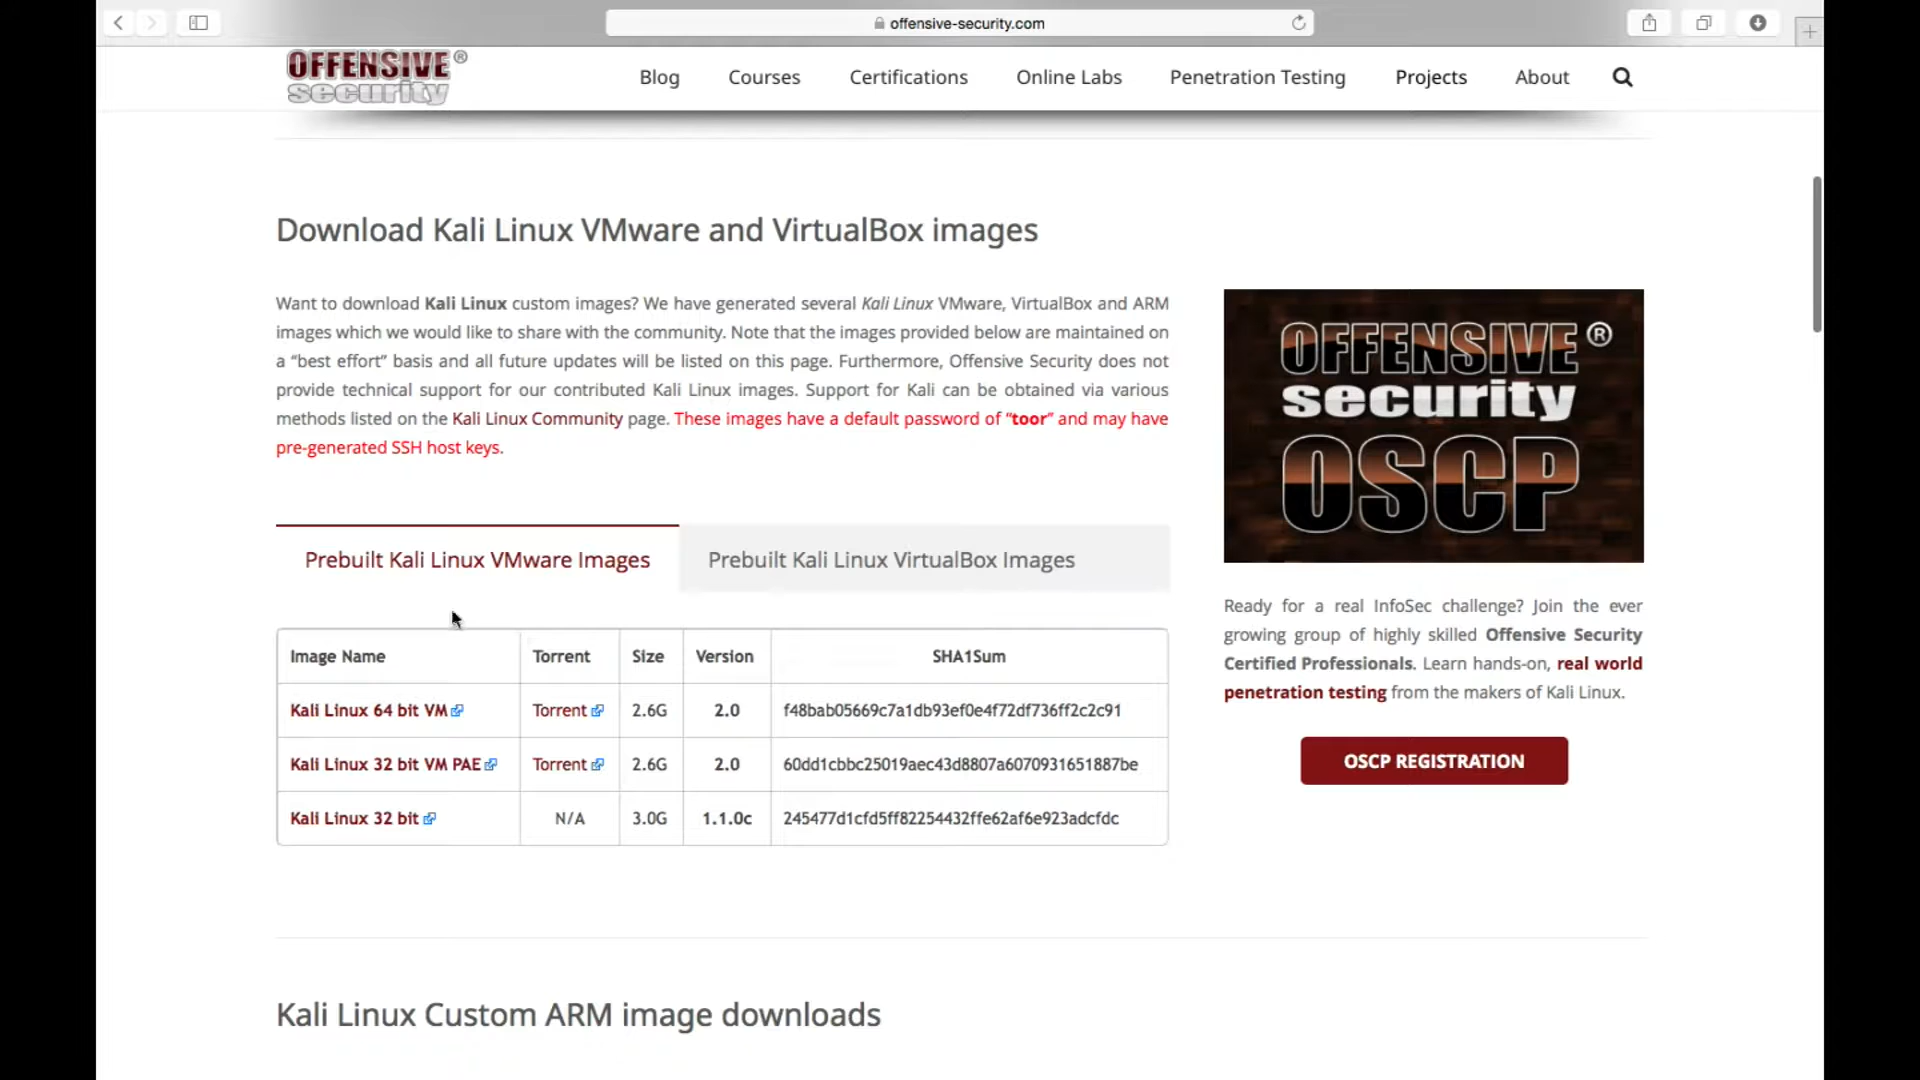 offensive-security.com
OFFENSIVE®
security
Blog Courses Certifications Online Labs Penetration Testing Projects About
Download Kali Linux VMware and VirtualBox images
Want to download Kali Linux custom images? We have generated several Kali Linux VMware, VirtualBox and ARM
images which we would like to share with the community. Note that the images provided below are maintained on
a “best effort” basis and all future updates will be listed on this page. Furthermore, Offensive Security does not
provide technical support for our contributed Kali Linux images. Support for Kali can be obtained via various
methods listed on the Kali Linux Community page. These images have a default password of “toor” and may have
pre-generated SSH host keys.
Prebuilt Kali Linux VMware Images Prebuilt Kali Linux VirtualBox Images
Image Name Torrent Size Version SHA1Sum
Kali Linux 64 bit VM Torrent 2.6G 2.0 f48bab05669c7a1db93ef0e4f72df736ff2c2c91
Kali Linux 32 bit VM PAE Torrent 2.6G 2.0 60dd1cbbc25019aec43d8807a6070931651887be
Kali Linux 32 bit N/A 3.0G 1.1.0c 245477d1cfd5ff82254432ffe62af6e923adcfdc
OFFENSIVE®
security
OSCP
Ready for a real InfoSec challenge? Join the ever
growing group of highly skilled Offensive Security
Certified Professionals. Learn hands-on, real world
penetration testing from the makers of Kali Linux.
OSCP REGISTRATION
Kali Linux Custom ARM image downloads